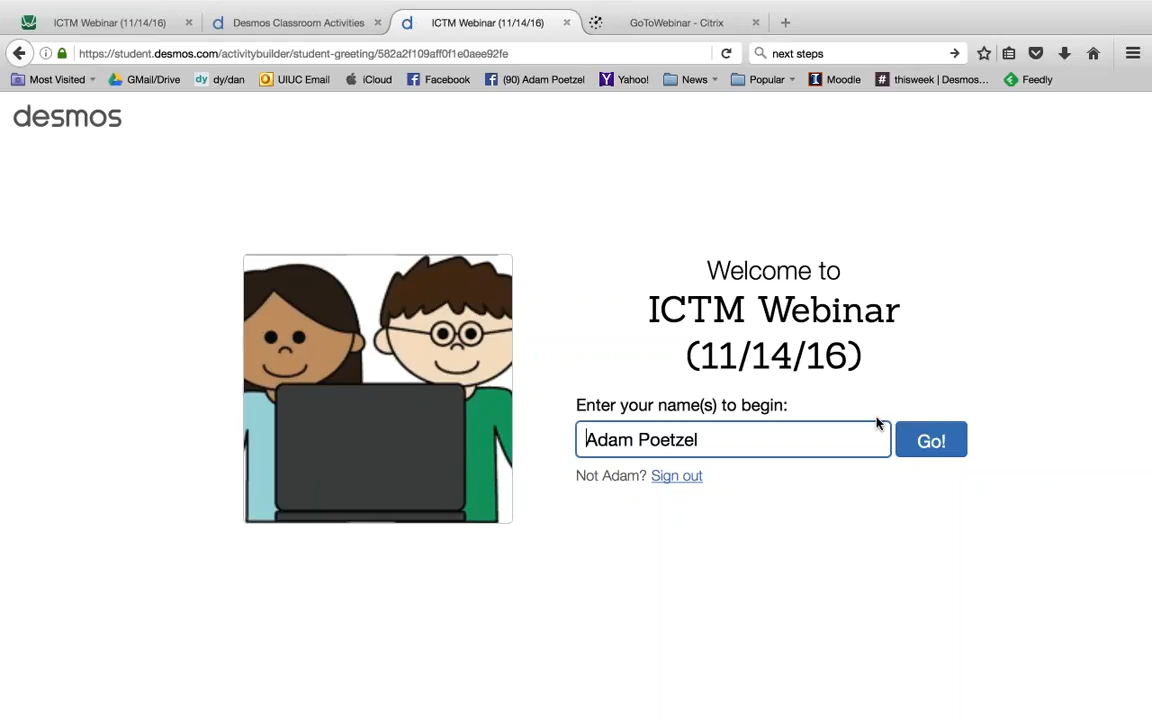 ICTM Webinar (11/14/16)
Desmos Classroom Activities
ICTM Webinar (11/14/16)
GoToWebinar - Citrix
https://student.desmos.com/activitybuilder/student-greeting/582a2f109aff0f1e0aee92fe
next steps
Most Visited
GMail/Drive
dy/dan
UIUC Email
iCloud
Facebook
(90) Adam Poetzel
Yahoo!
News
Popular
Moodle
thisweek | Desmos...
Feedly
desmos
Welcome to
ICTM Webinar
(11/14/16)
Enter your name(s) to begin:
Adam Poetzel
Go!
Not Adam? Sign out